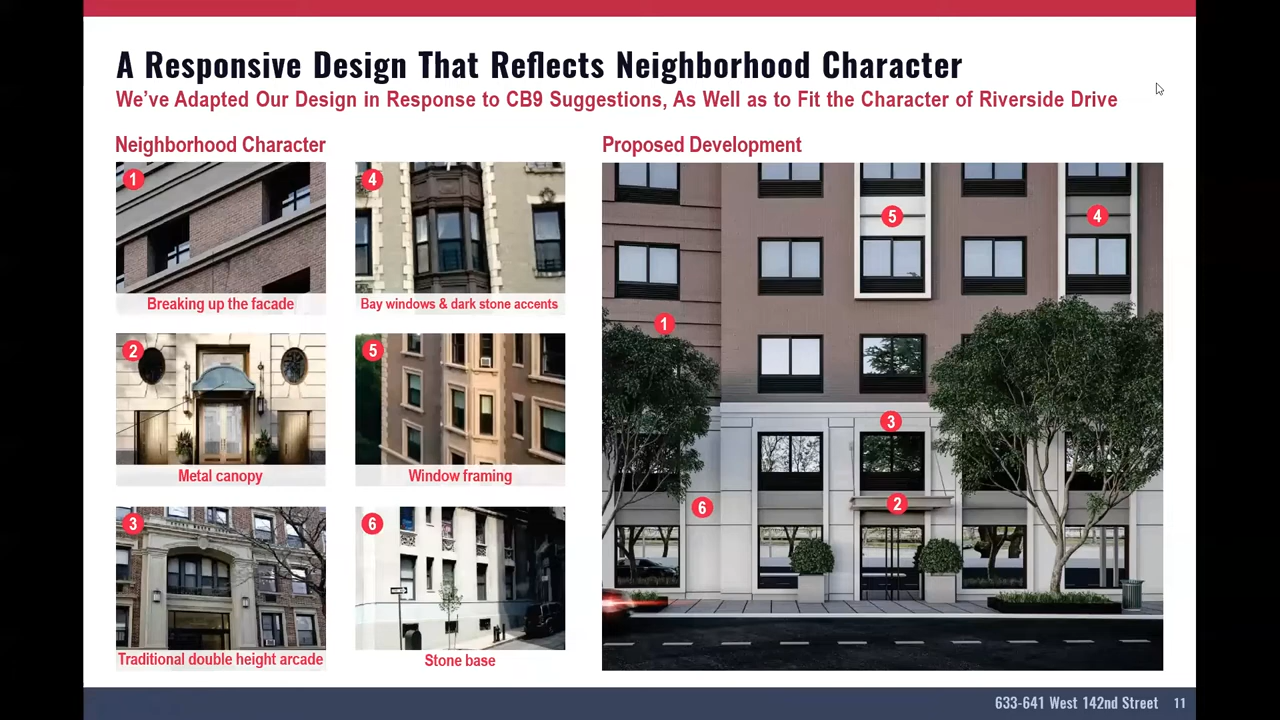 A Responsive Design That Reflects Neighborhood Character
We've Adapted Our Design in Response to CB9 Suggestions, As Well as to Fit the Character of Riverside Drive
Neighborhood Character
1
Breaking up the facade
4
Bay windows & dark stone accents
2
Metal canopy
5
Window framing
3
Traditional double height arcade
6
Stone base
Proposed Development
5
4
1
3
6
2
633-641 West 142nd Street 11